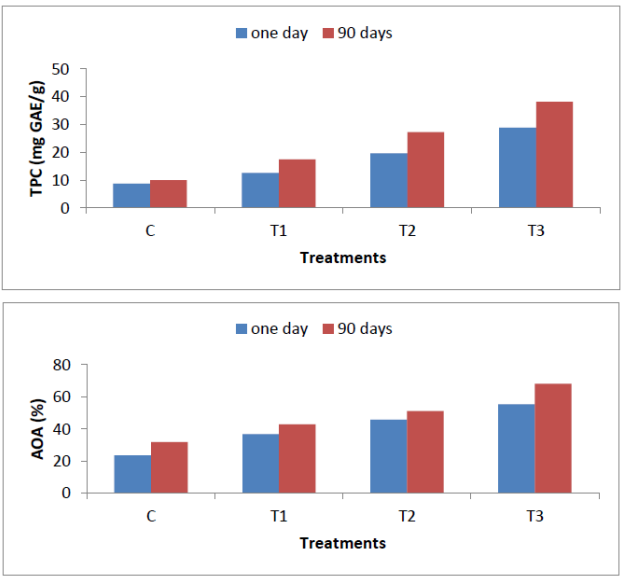 one day 90 days
50
40
30
20
10
0
TPC (mg GAE/g)
C T1 T2 T3
Treatments
one day 90 days
80
60
40
20
0
AOA (%)
C T1 T2 T3
Treatments